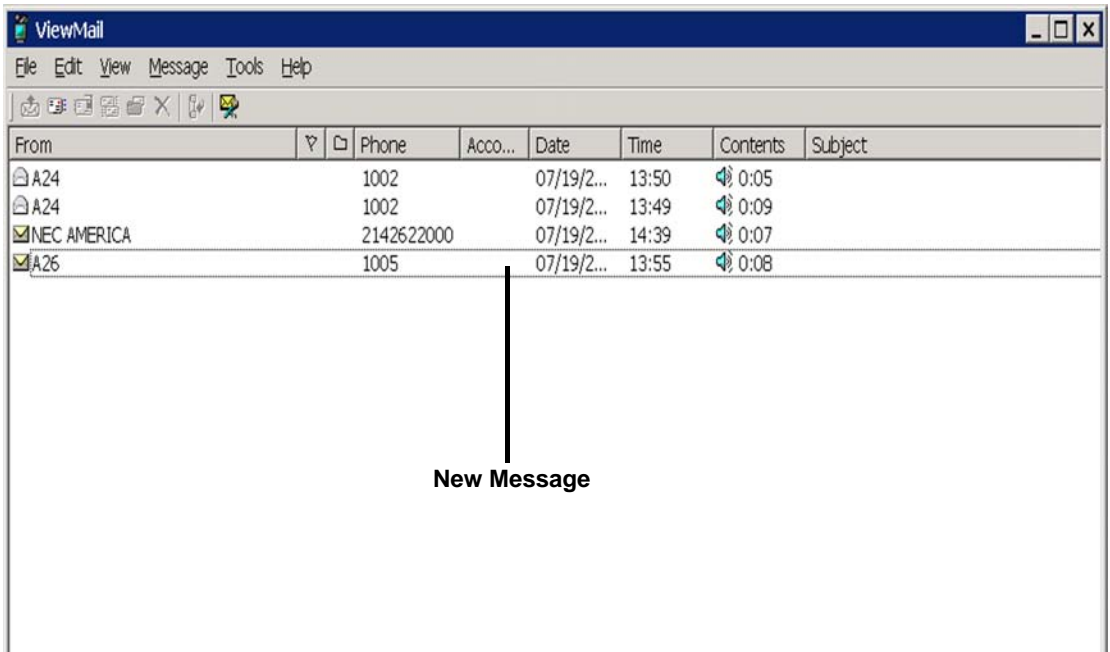 ViewMail
File Edit View Message Tools Help
From Phone Acco... Date Time Contents Subject
A24 1002 07/19/2... 13:50 0:05
A24 1002 07/19/2... 13:49 0:09
NEC AMERICA 2142622000 07/19/2... 14:39 0:07
A26 1005 07/19/2... 13:55 0:08
New Message